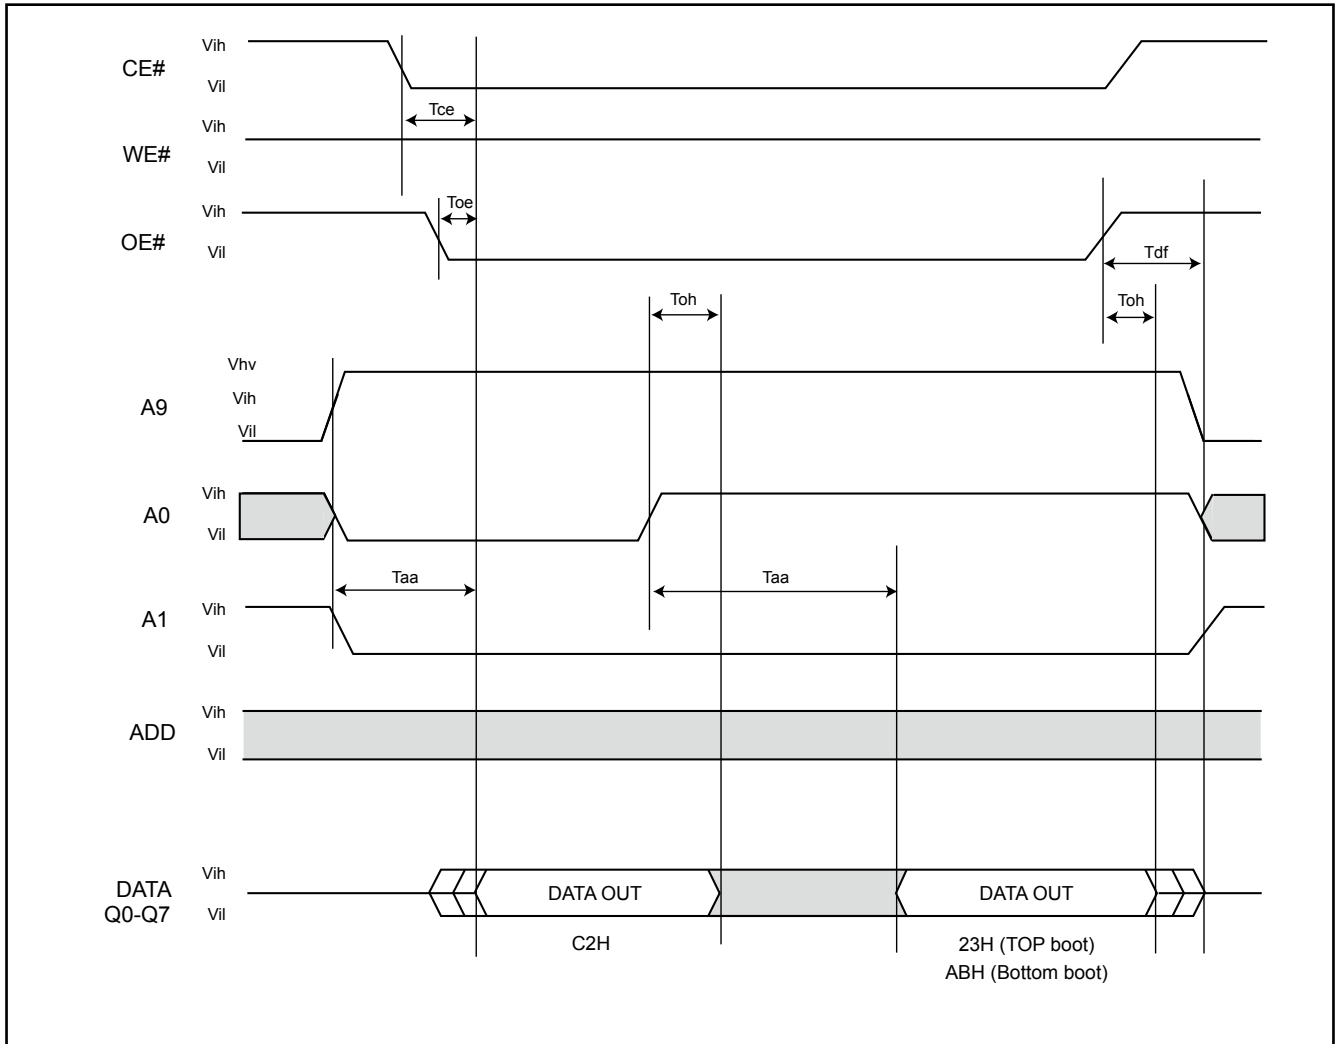 Vih
CE#
Vil
Tce
Vih
WE#
Vil
Toe
Vih
OE#
Vil
Tdf
Toh
Toh
Vhv
Vih
A9
Vil
Vih
A0
Vil
Taa
Taa
Vih
A1
Vil
Vih
ADD
Vil
Vih
DATA
Q0-Q7
Vil
DATA OUT
DATA OUT
C2H
23H (TOP boot)
ABH (Bottom boot)